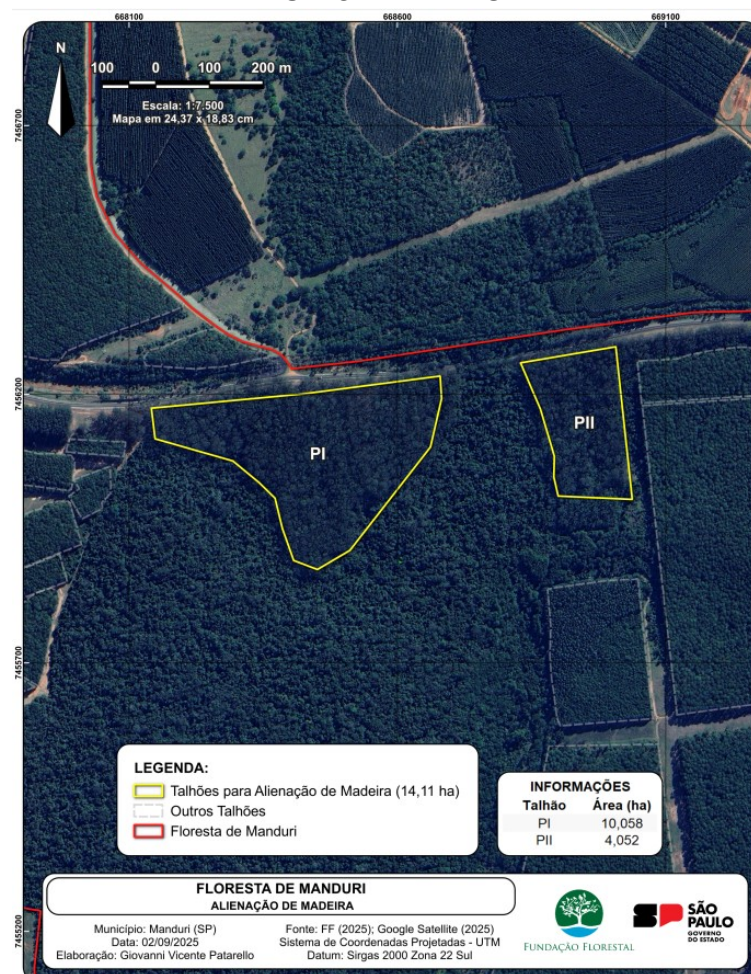 668100 668600 669100
N
100 0 100 200 m
Escala: 1:7.500
Mapa em 24,37 x 18,83 cm
7456700
7456200
PI
PII
7455700
LEGENDA:
Talhões para Alienação de Madeira (14,11 ha)
Outros Talhões
Floresta de Manduri
INFORMAÇÕES
Talhão Área (ha)
PI 10,058
PII 4,052
7455200
FLORESTA DE MANDURI
ALIENAÇÃO DE MADEIRA
Município: Manduri (SP)
Data: 02/09/2025
Elaboração: Giovanni Vicente Patarello
Fonte: FF (2025); Google Satellite (2025)
Sistema de Coordenadas Projetadas - UTM
Datum: Sirgas 2000 Zona 22 Sul
FUNDAÇÃO FLORESTAL
SP
SÃO
PAULO
GOVERNO
DO ESTADO